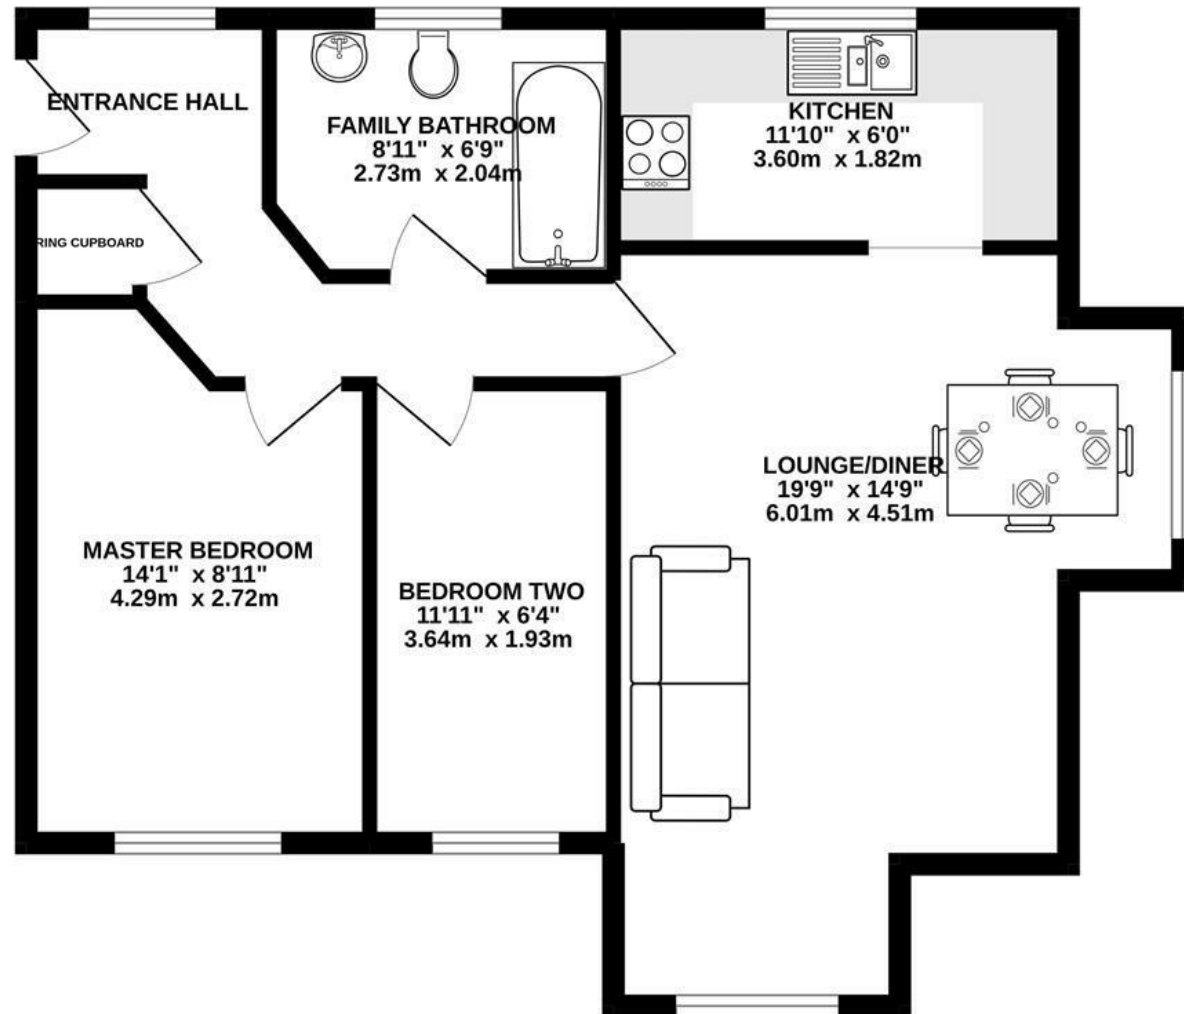 ENTRANCE HALL
FAMILY BATHROOM
8'11" x 6'9"
2.73m x 2.04m
KITCHEN
11'10" x 6'0"
3.60m x 1.82m
RING CUPBOARD
LOUNGE/DINER
19'9" x 14'9"
6.01m x 4.51m
MASTER BEDROOM
14'1" x 8'11"
4.29m x 2.72m
BEDROOM TWO
11'11" x 6'4"
3.64m x 1.93m